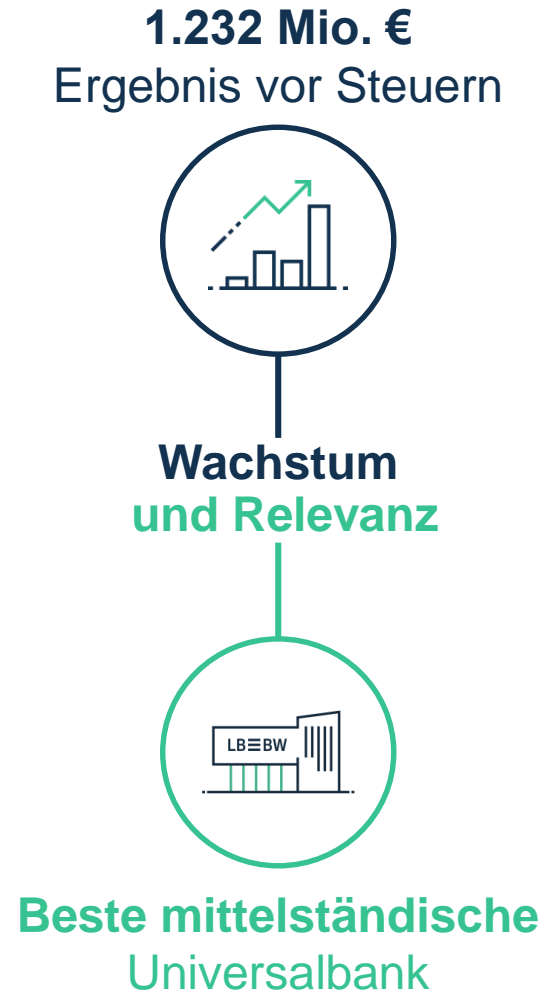 1.232 Mio. €
Ergebnis vor Steuern
Wachstum
und Relevanz
LB≡BW
Beste mittelständische
Universalbank